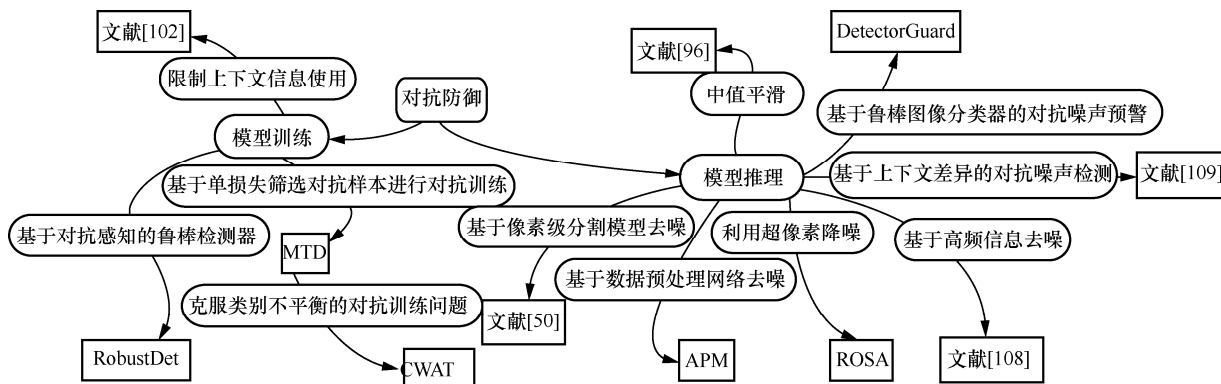 文献[102]
限制上下文信息使用
对抗防御
模型训练
基于单损失筛选对抗样本进行对抗训练
基于对抗感知的鲁棒检测器
MTD
克服类别不平衡的对抗训练问题
RobustDet
CWAT
文献[96]
中值平滑
DetectorGuard
基于鲁棒图像分类器的对抗噪声预警
模型推理
基于上下文差异的对抗噪声检测
文献[109]
基于像素级分割模型去噪
利用超像素降噪
基于高频信息去噪
基于数据预处理网络去噪
文献[50]
APM
ROSA
文献[108]